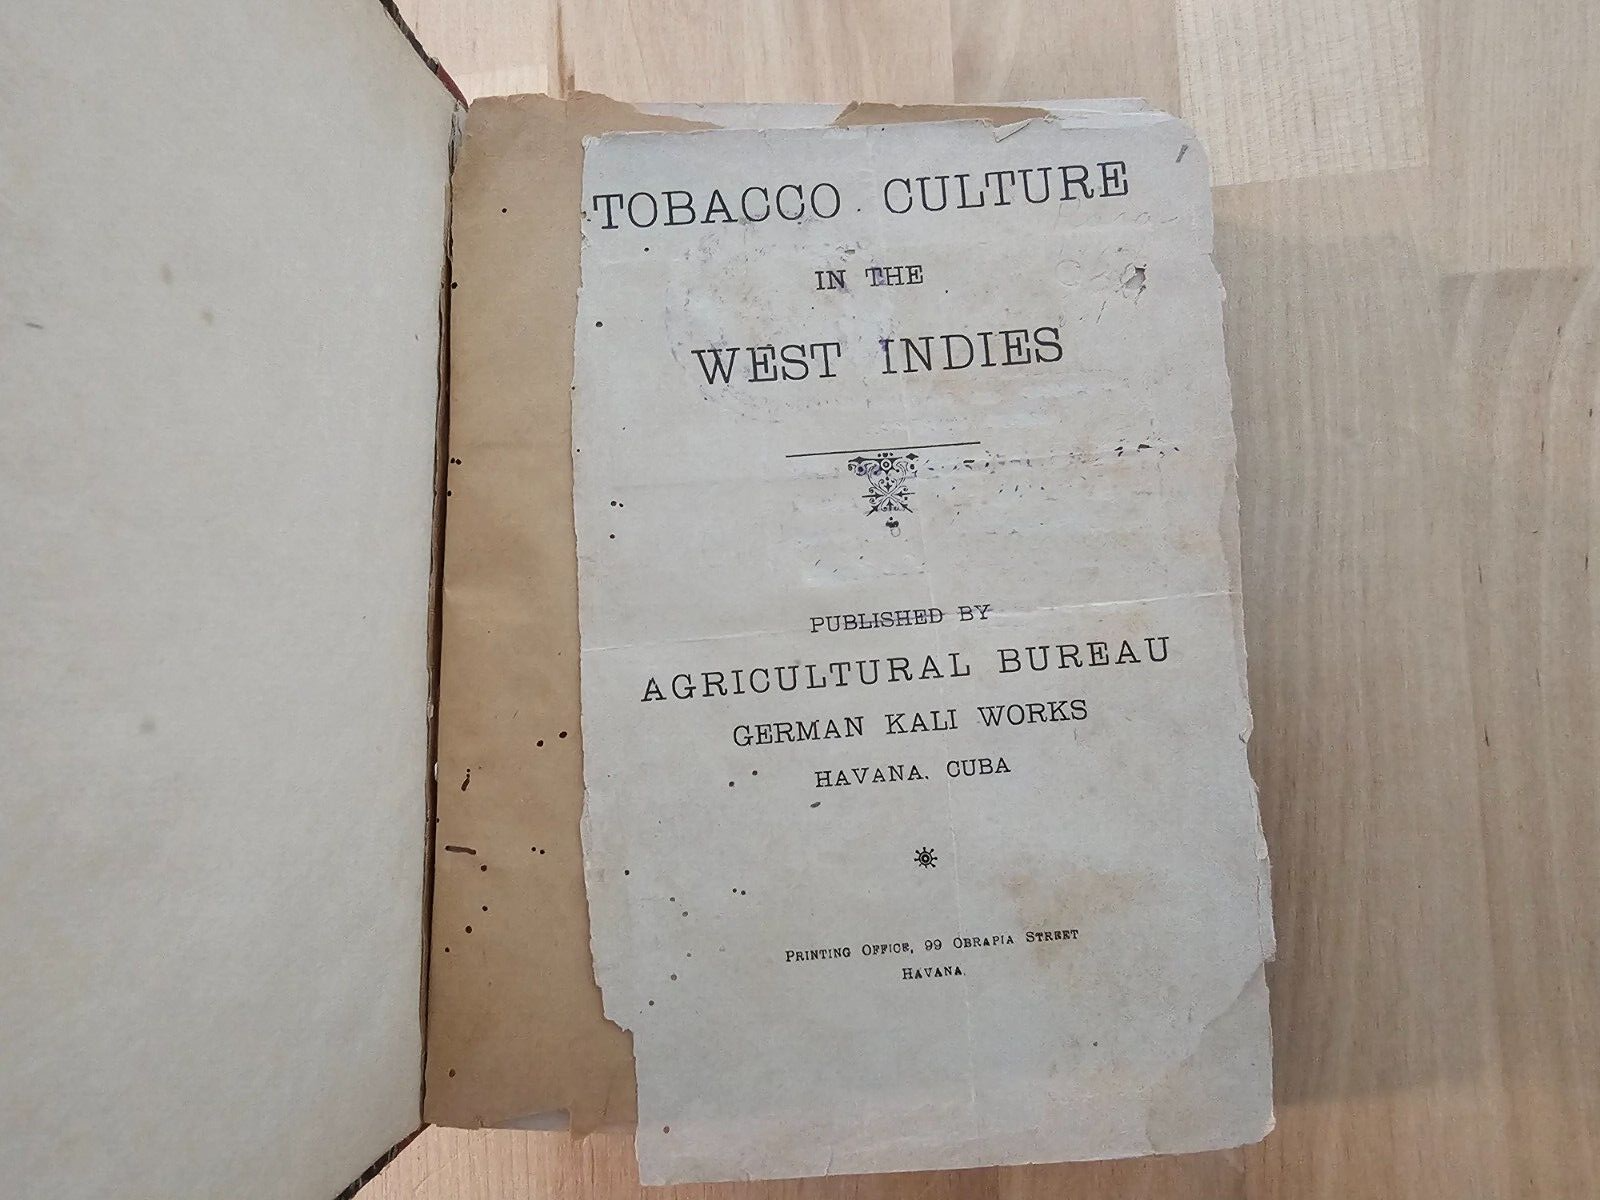 TOBACCO CULTURE
IN THE
WEST INDIES
PUBLISHED BY
AGRICULTURAL BUREAU
GERMAN KALI WORKS
HAVANA. CUBA
PRINTING OFFICE, 99 OBRAPIA STREET
HAVANA.